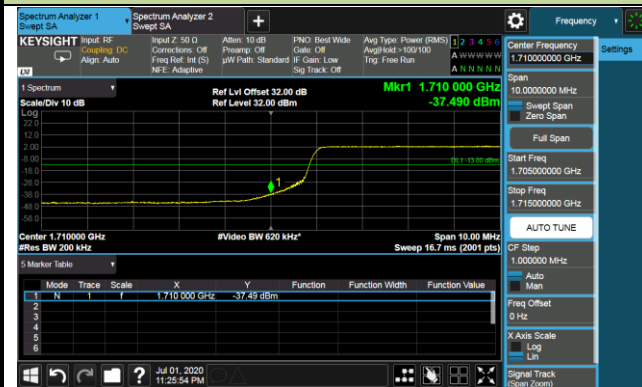 Spectrum Analyzer 1
Swept SA
Spectrum Analyzer 2
Swept SA
+
Frequency
KEYSIGHT
Input: RF
Coupling: DC
Align: Auto
Input Z: 50 Ω
Corrections: Off
Freq Ref: Int (S)
NFE: Adaptive
Atten: 10 dB
Preamp: Off
µW Path: Standard
PNO: Best Wide
Gate: Off
IF Gain: Low
Sig Track: Off
Avg Type: Power (RMS)
Avg|Hold:>100/100
Trig: Free Run
1 2 3 4 5 6
A W W W W W
A N N N N N
LXI
1 Spectrum
Scale/Div 10 dB
Ref Lvl Offset 32.00 dB
Ref Level 32.00 dBm
Mkr1 1.710 000 GHz
-37.490 dBm
Log
22.0
12.0
2.00
-8.00
-18.0
-28.0
-38.0
-48.0
-58.0
DL1 -13.00 dBm
1
Center 1.710000 GHz
#Res BW 200 kHz
#Video BW 620 kHz*
Span 10.00 MHz
Sweep 16.7 ms (2001 pts)
5 Marker Table
Mode Trace Scale X Y Function Function Width Function Value
1 N 1 f 1.710 000 GHz -37.49 dBm
2
3
4
5
6
Jul 01, 2020
11:25:54 PM
Center Frequency
1.710000000 GHz
Settings
Span
10.0000000 MHz
Swept Span
Zero Span
Full Span
Start Freq
1.705000000 GHz
Stop Freq
1.715000000 GHz
AUTO TUNE
CF Step
1.000000 MHz
Auto
Man
Freq Offset
0 Hz
X Axis Scale
Log
Lin
Signal Track
(Span Zoom)